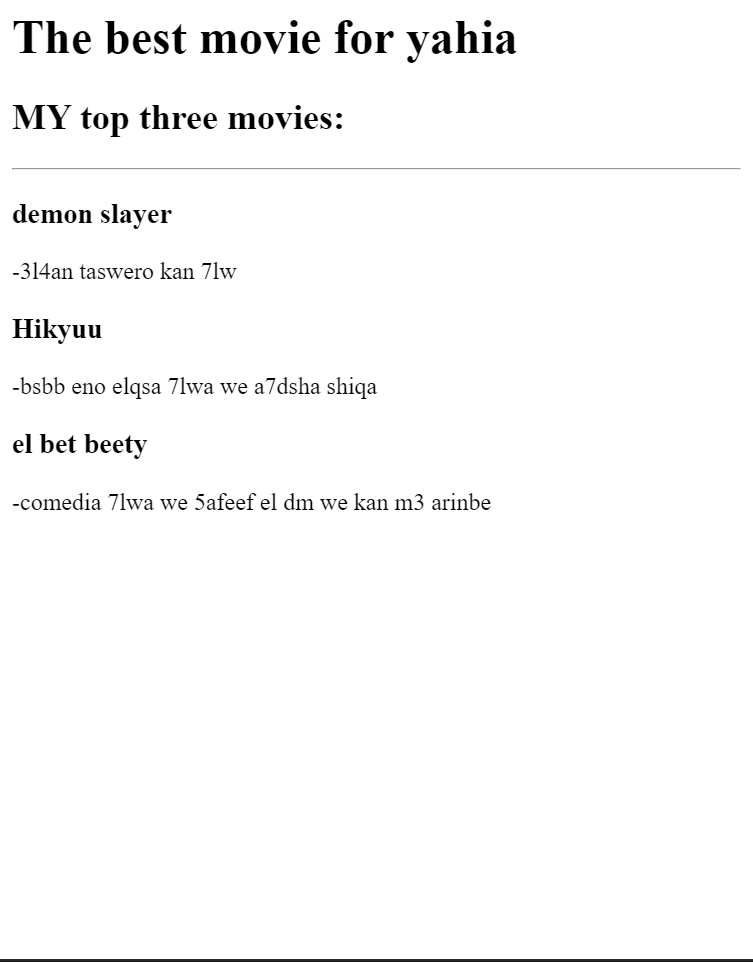 The best movie for yahia
MY top three movies:
demon slayer
-3l4an taswero kan 7lw
Hikyuu
-bsbb eno elqsa 7lwa we a7dsha shiqa
el bet beety
-comedia 7lwa we 5afeef el dm we kan m3 arinbe